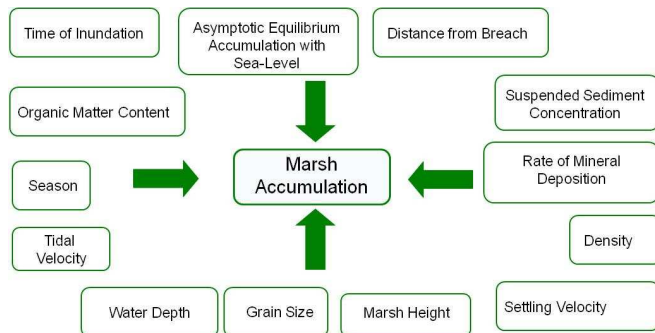 Time of Inundation
Asymptotic Equilibrium
Accumulation with
Sea-Level
Distance from Breach
Organic Matter Content
Suspended Sediment
Concentration
Season
Marsh
Accumulation
Rate of Mineral
Deposition
Tidal
Velocity
Density
Water Depth
Grain Size
Marsh Height
Settling Velocity